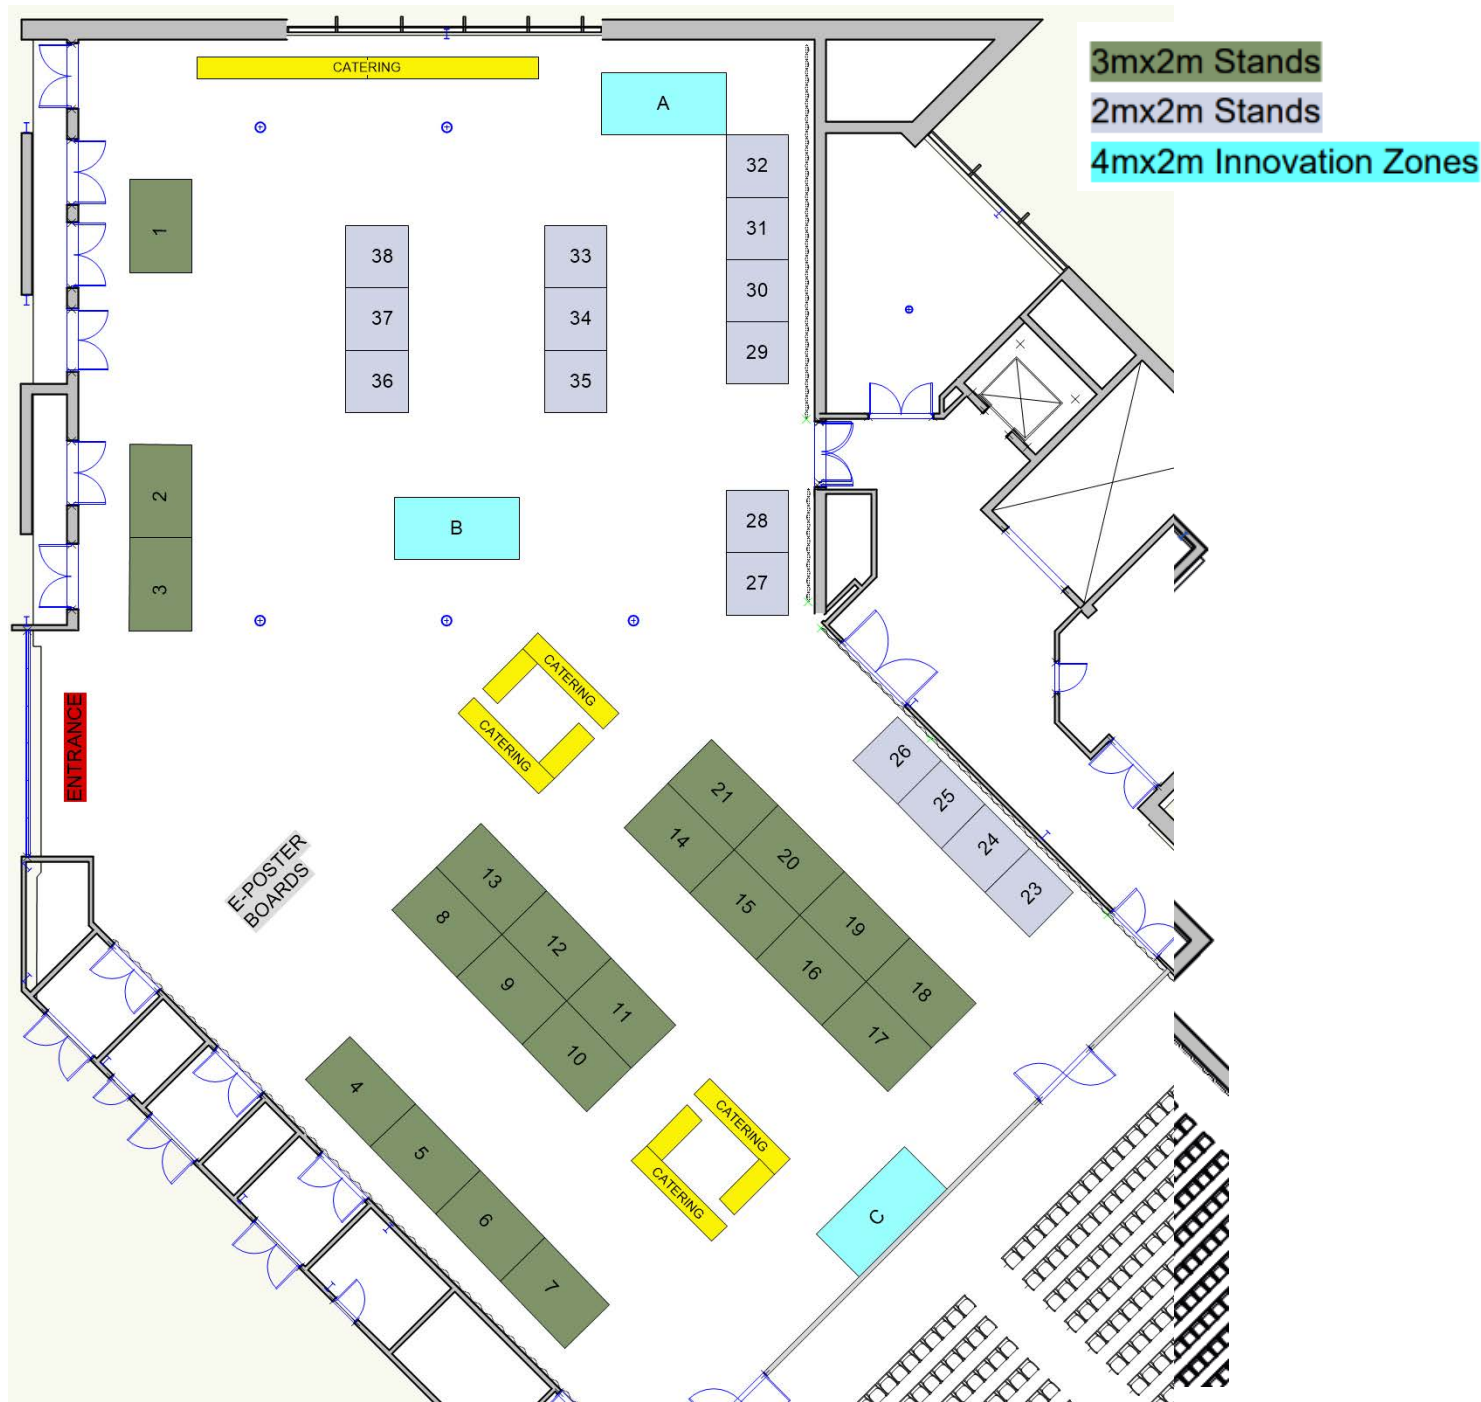 3mx2m Stands
2mx2m Stands
4mx2m Innovation Zones
CATERING
A
32
31
30
29
1
38
37
36
33
34
35
2
3
B
28
27
CATERING
CATERING
ENTRANCE
E-POSTER
BOARDS
26
25
24
23
21
20
19
18
14
15
16
17
13
12
11
8
9
10
4
5
6
7
CATERING
CATERING
C